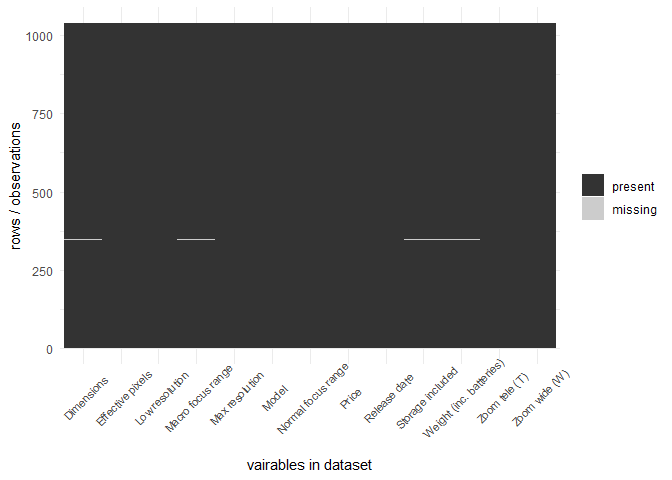 1000
750
500
250
0
rows / observations
present
missing
Dimensions
Effective pixels
Low resolution
Macro focus range
Max resolution
Model
Normal focus range
Price
Release date
Storage included
Weight (inc. batteries)
Zoom tele (T)
Zoom wide (W)
vairables in dataset